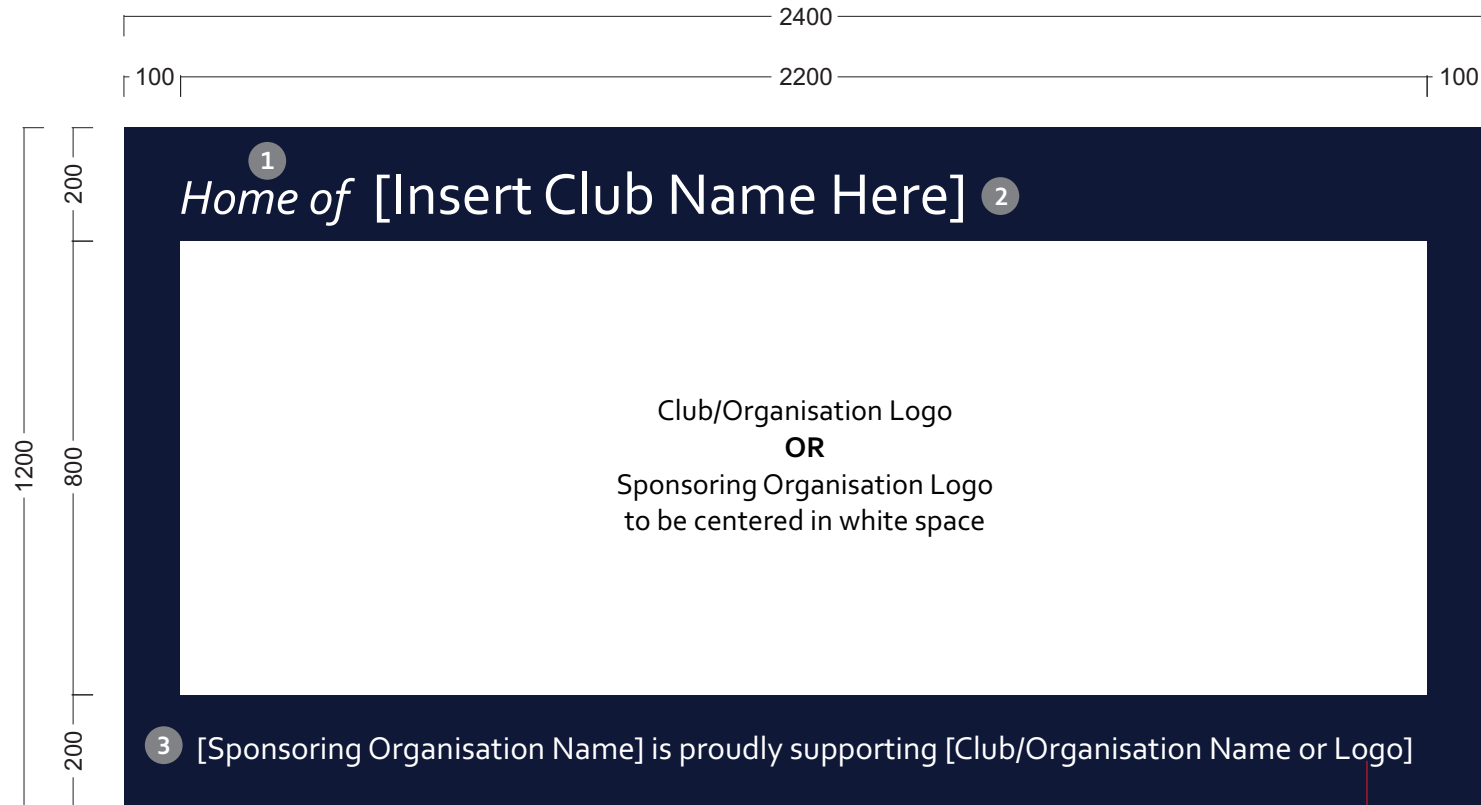 2400
100 2200 100
1
200
Home of [Insert Club Name Here] 2
1200
800
Club/Organisation Logo
OR
Sponsoring Organisation Logo
to be centered in white space
200
3 [Sponsoring Organisation Name] is proudly supporting [Club/Organisation Name or Logo]